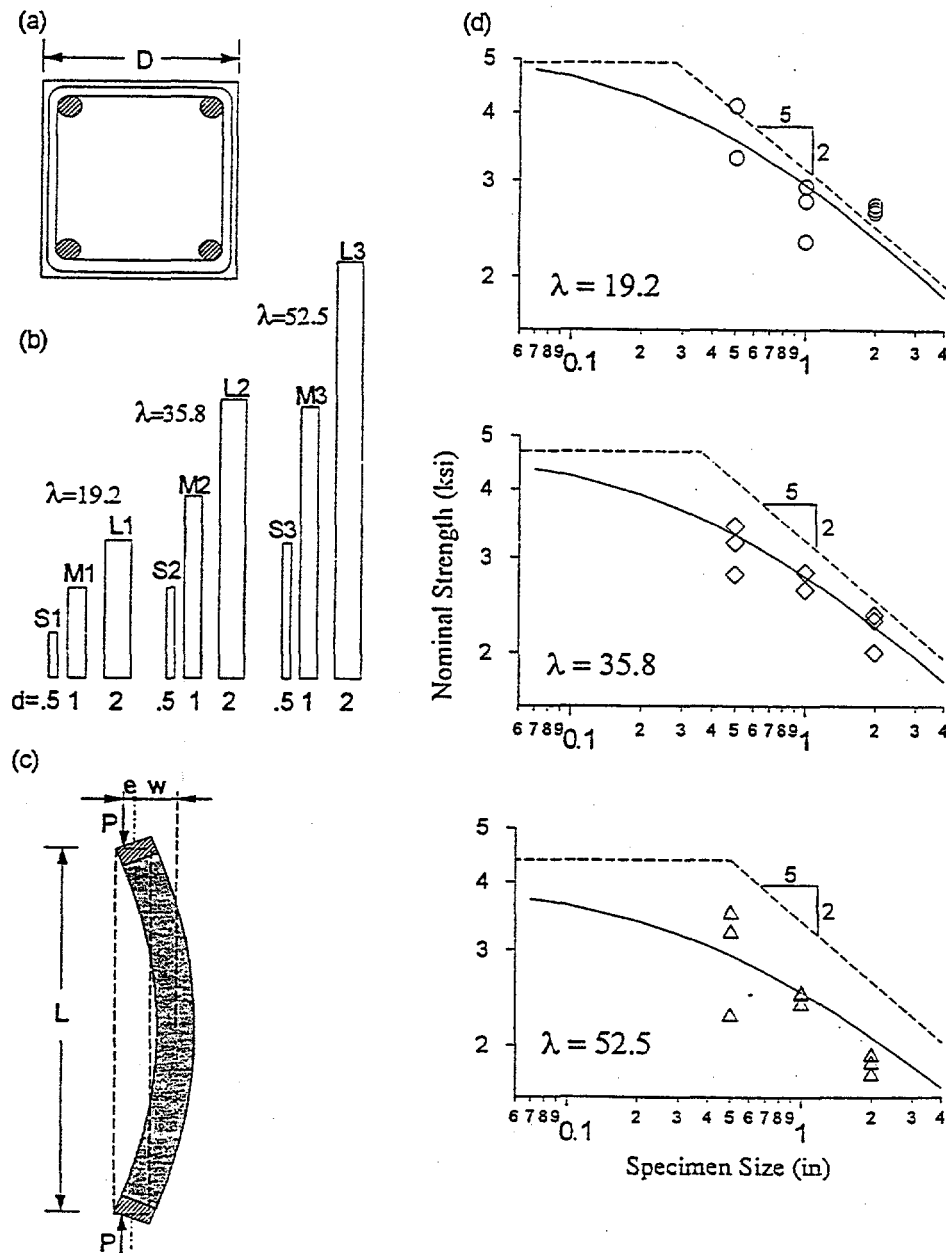 (a)
D
(b)
λ=19.2
λ=35.8
λ=52.5
S1
M1
L1
S2
M2
L2
S3
M3
L3
d=.5 1 2 .5 1 2 .5 1 2
(c)
e w
P
L
P
(d)
5
4
3
2
5
2
λ = 19.2
6 7 8 9 0.1 2 3 4 5 6 7 8 9 1 2 3 4
Nominal Strength (ksi)
5
4
3
2
5
2
λ = 35.8
6 7 8 9 0.1 2 3 4 5 6 7 8 9 1 2 3 4
5
4
3
2
5
2
λ = 52.5
6 7 8 9 0.1 2 3 4 5 6 7 8 9 1 2 3 4
Specimen Size (in)